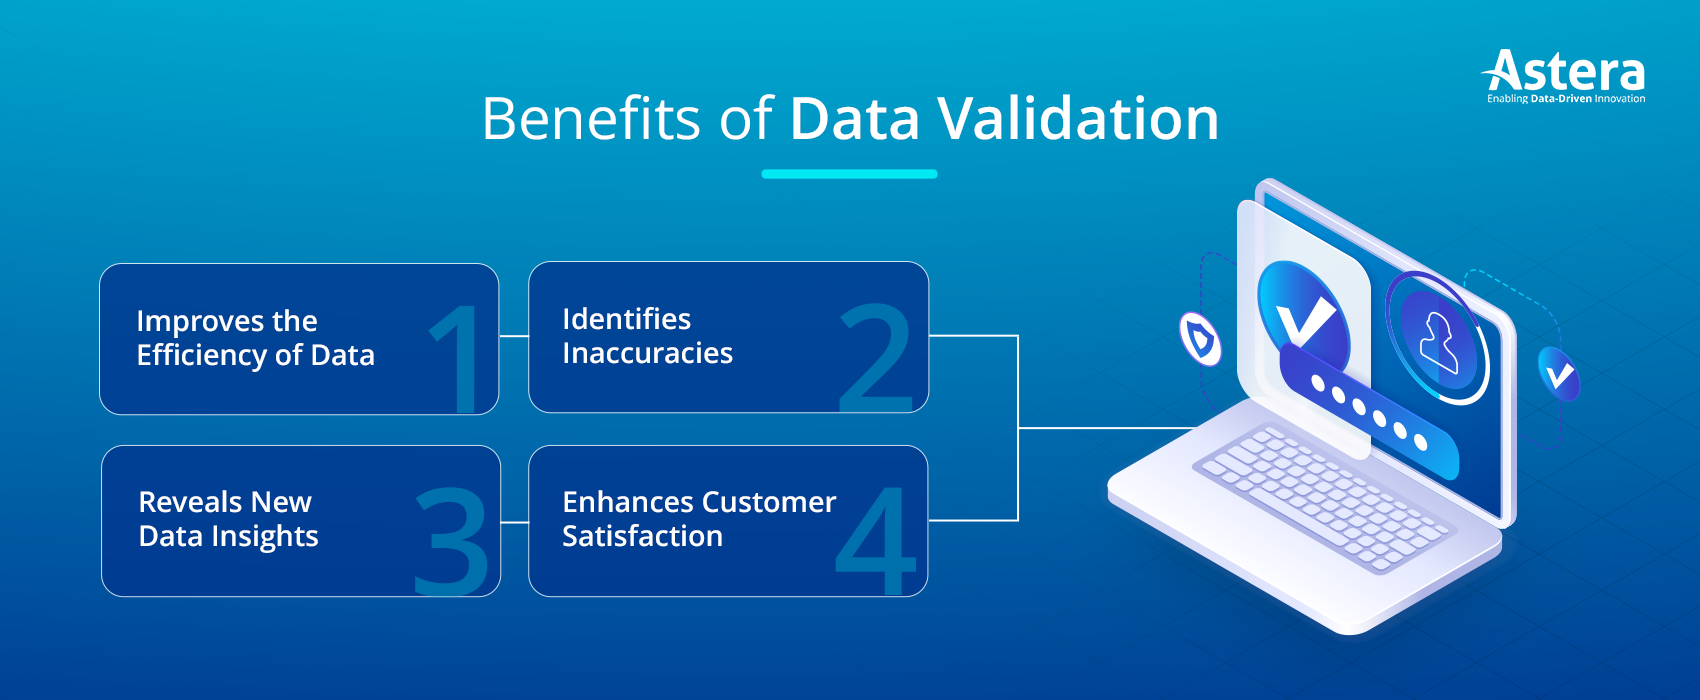 Astera
Enabling Data-Driven Innovation
Benefits of Data Validation
Improves the
Efficiency of Data
1
Identifies
Inaccuracies
2
Reveals New
Data Insights
3
Enhances Customer
Satisfaction
4